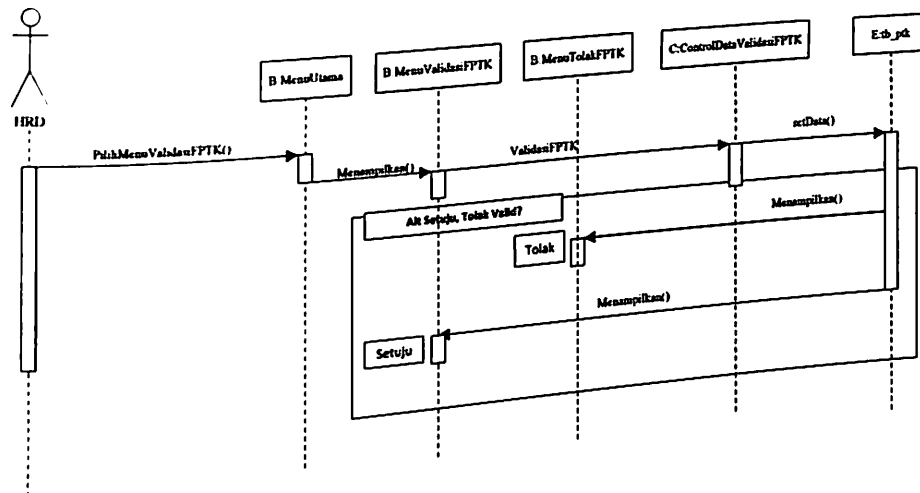 HRD
B MenuUtama
B MenuValidasiFPTK
B MenuTolakFPTK
C:ControlDataValidasiFPTK
E:tb_ptk
PilihMenuValidasiFPTK()
Menampilkan()
ValidasiFPTK
setData()
Alt Setuju, Tolak Valid?
Menampilkan()
Tolak
Menampilkan()
Setuju